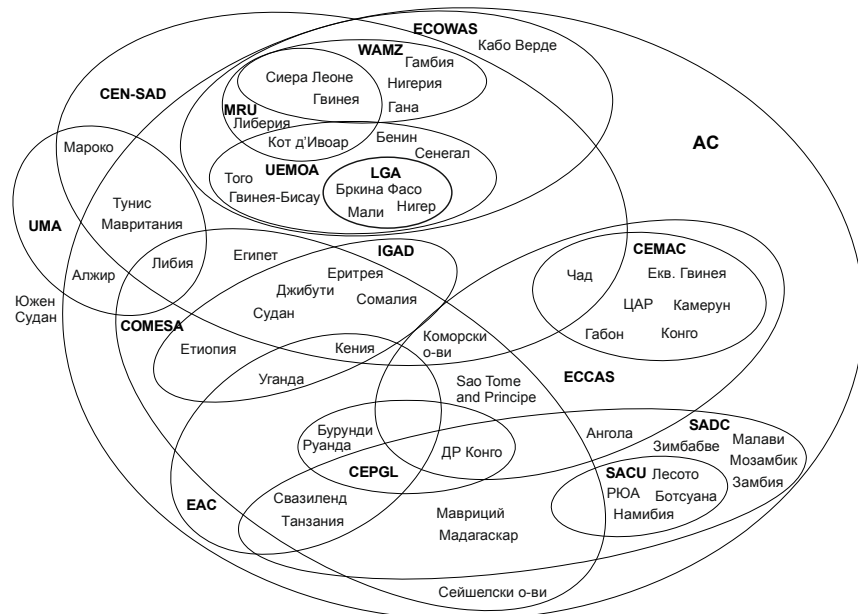 ECOWAS
Кабо Верде
WAMZ
Гамбия
Сиера Леоне
Нигерия
CEN-SAD
Гвинея
Гана
MRU
Либерия
Кот д’Ивоар
Бенин
Сенегал
AC
Мароко
UEMOA
LGA
Того
Бркина Фасо
Гвинея-Бисау
Мали
Нигер
Тунис
Мавритания
UMA
IGAD
CEMAC
Египет
Либия
Алжир
Еритрея
Чад
Екв. Гвинея
Джибути
Сомалия
Южен
Судан
COMESA
Судан
ЦАР
Камерун
Етиопия
Кения
Коморски
о-ви
Габон
Конго
Уганда
Sao Tome
and Principe
ECCAS
Бурунди
Руанда
ДР Конго
Ангола
SADC
Малави
Зимбабве
Мозамбик
CEPGL
SACU
Лесото
Замбия
EAC
Свазиленд
РЮА
Ботсуана
Танзания
Мавриций
Намибия
Мадагаскар
Сейшелски о-ви